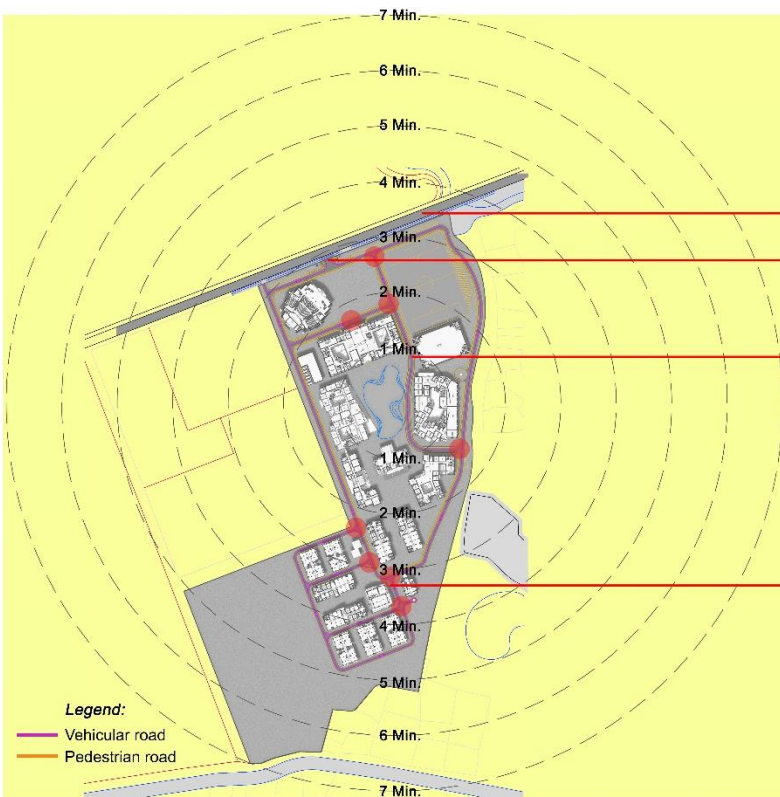 7 Min.
6 Min.
5 Min.
4 Min.
3 Min.
2 Min.
1 Min.
1 Min.
2 Min.
3 Min.
4 Min.
5 Min.
Legend:
Vehicular road
6 Min.
Pedestrian road
7 Min.